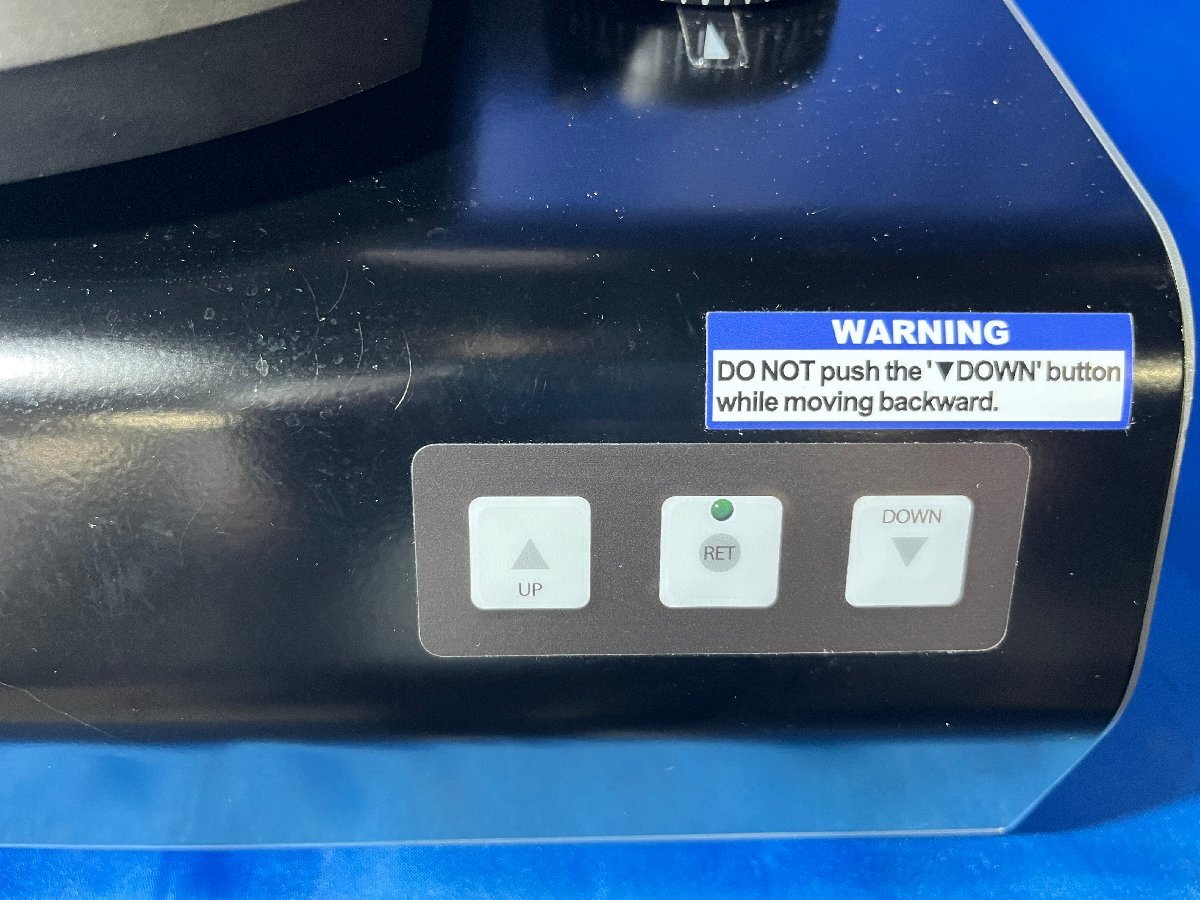 WARNING
DO NOT push the '▼DOWN' button
while moving backward.
UP
RET
DOWN